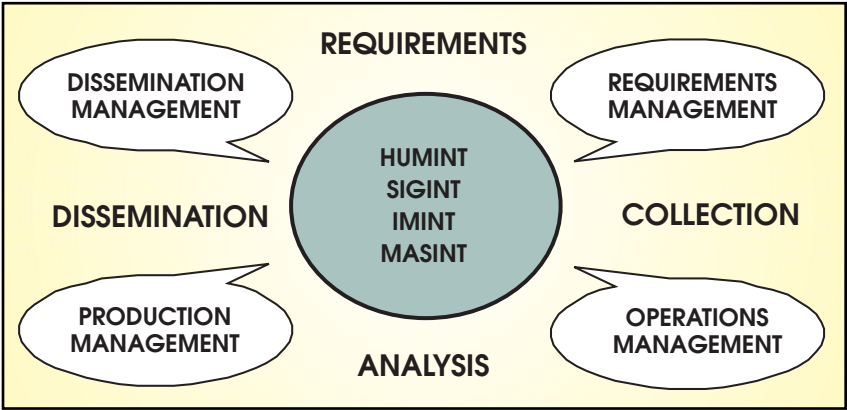 REQUIREMENTS
DISSEMINATION
MANAGEMENT
REQUIREMENTS
MANAGEMENT
HUMINT
SIGINT
IMINT
MASINT
DISSEMINATION
COLLECTION
PRODUCTION
MANAGEMENT
OPERATIONS
MANAGEMENT
ANALYSIS